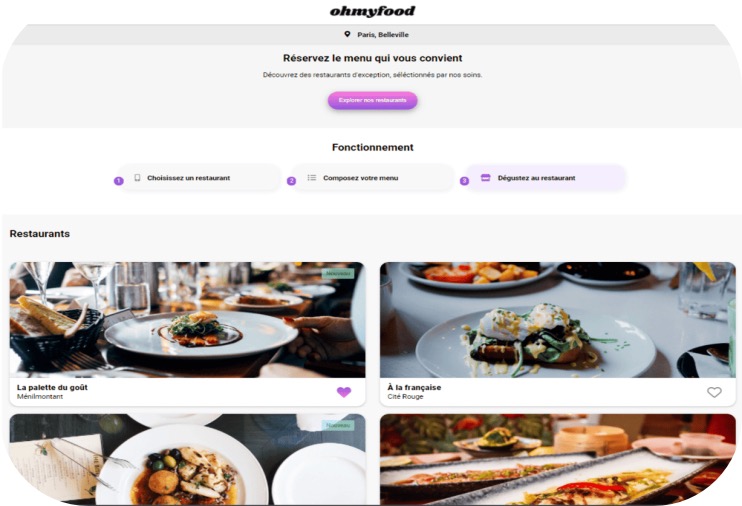 ohmyfood
Paris, Belleville
Réservez le menu qui vous convient
Découvrez des restaurants d'exception, séléctionnés par nos soins.
Explorer nos restaurants
Fonctionnement
1 Choisissez un restaurant
2 Composez votre menu
3 Dégustez au restaurant
Restaurants
Nouveau
La palette du goût
Ménilmontant
À la française
Cité Rouge
Nouveau